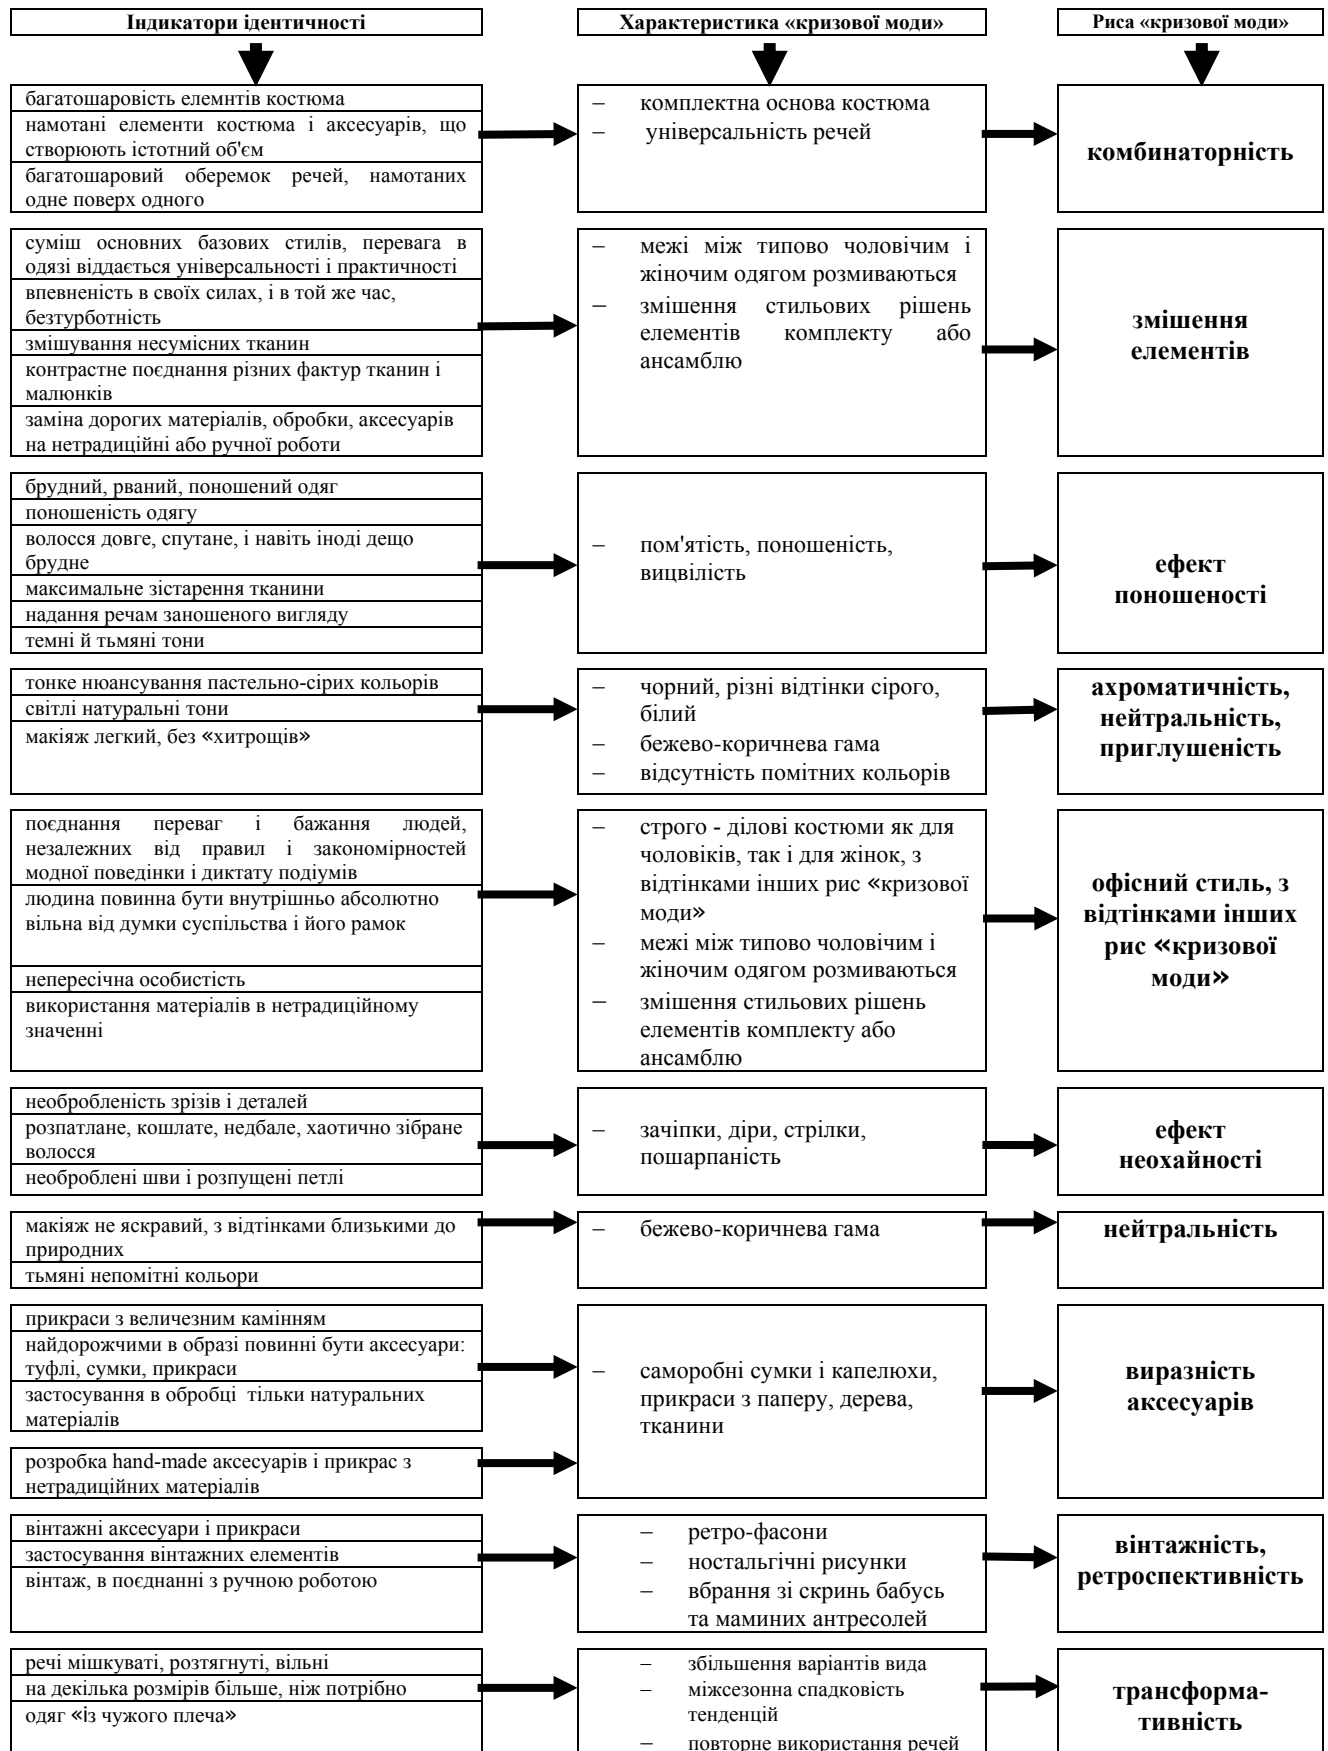 Індикатори ідентичності
Характеристика «кризової моди»
Риса «кризової моди»
багатошаровість елемнтів костюма
намотані елементи костюма і аксесуарів, що
створюють істотний об'єм
багатошаровий оберемок речей, намотаних
одне поверх одного
– комплектна основа костюма
– універсальність речей
комбинаторність
суміш основних базових стилів, перевага в
одязі віддається універсальності і практичності
впевненість в своїх силах, і в той же час,
безтурботність
змішування несумісних тканин
контрастне поєднання різних фактур тканин і
малюнків
заміна дорогих матеріалів, обробки, аксесуарів
на нетрадиційні або ручної роботи
– межі між типово чоловічим і
жіночим одягом розмиваються
– змішення стильових рішень
елементів комплекту або
ансамблю
змішення
елементів
брудний, рваний, поношений одяг
поношеність одягу
волосся довге, спутане, і навіть іноді дещо
брудне
максимальне зістарення тканини
надання речам заношеного вигляду
темні й тьмяні тони
– пом'ятість, поношеність,
вицвілість
ефект
поношеності
тонке нюансування пастельно-сірих кольорів
світлі натуральні тони
макіяж легкий, без «хитрощів»
– чорний, різні відтінки сірого,
білий
– бежево-коричнева гама
– відсутність помітних кольорів
ахроматичність,
нейтральність,
приглушеність
поєднання переваг і бажання людей,
незалежних від правил і закономірностей
модної поведінки і диктату подіумів
людина повинна бути внутрішньо абсолютно
вільна від думки суспільства і його рамок
непересічна особистість
використання матеріалів в нетрадиційному
значенні
– строго - ділові костюми як для
чоловіків, так і для жінок, з
відтінками інших рис «кризової
моди»
– межі між типово чоловічим і
жіночим одягом розмиваються
– змішення стильових рішень
елементів комплекту або
ансамблю
офісний стиль, з
відтінками інших
рис «кризової
моди»
необробленість зрізів і деталей
розпатлане, кошлате, недбале, хаотично зібране
волосся
необроблені шви і розпущені петлі
– зачіпки, діри, стрілки,
пошарпаність
ефект
неохайності
макіяж не яскравий, з відтінками близькими до
природних
тьмяні непомітні кольори
– бежево-коричнева гама
нейтральність
прикраси з величезним камінням
найдорожчими в образі повинні бути аксесуари:
туфлі, сумки, прикраси
застосування в обробці тільки натуральних
матеріалів
розробка hand-made аксесуарів і прикрас з
нетрадиційних матеріалів
– саморобні сумки і капелюхи,
прикраси з паперу, дерева,
тканини
виразність
аксесуарів
вінтажні аксесуари і прикраси
застосування вінтажних елементів
вінтаж, в поєднанні з ручною роботою
– ретро-фасони
– ностальгічні рисунки
– вбрання зі скринь бабусь
та маминих антресолей
вінтажність,
ретроспективність
речі мішкуваті, розтягнуті, вільні
на декілька розмірів більше, ніж потрібно
одяг «із чужого плеча»
– збільшення варіантів вида
– міжсезонна спадковість
тенденцій
– повторне використання речей
трансформа-
тивність